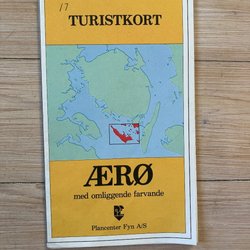 17
TURISTKORT
ÆRØ
med omliggende farvande
Plancenter Fyn A/S